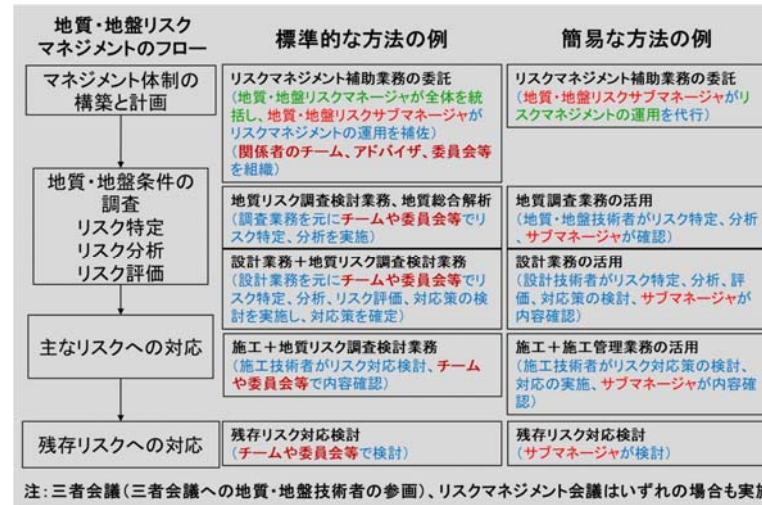 地質・地盤リスク
マネジメントのフロー
標準的な方法の例
簡易な方法の例
マネジメント体制の
構築と計画
リスクマネジメント補助業務の委託
(地質・地盤リスクマネージャが全体を統
括し、地質・地盤リスクサブマネージャが
リスクマネジメントの運用を補佐)
(関係者のチーム、アドバイザ、委員会等
を組織)
リスクマネジメント補助業務の委託
(地質・地盤リスクサブマネージャがリ
スクマネジメントの運用を代行)
地質・地盤条件の
調査
リスク特定
リスク分析
リスク評価
地質リスク調査検討業務、地質総合解析
(調査業務を元にチームや委員会等でリ
スク特定、分析を実施)
地質調査業務の活用
(地質・地盤技術者がリスク特定、分析
、サブマネージャが確認)
設計業務+地質リスク調査検討業務
(設計業務を元にチームや委員会等でリ
スク特定、分析、リスク評価、対応策の検
討を実施し、対応策を確定)
設計業務の活用
(設計技術者がリスク特定、分析、評
価、対応策の検討、サブマネージャが
内容確認)
主なリスクへの対応
施工+地質リスク調査検討業務
(施工技術者がリスク対応検討、チーム
や委員会等で内容確認)
施工+施工管理業務の活用
(施工技術者がリスク対応策の検討、
対応の実施、サブマネージャが内容確
認)
残存リスクへの対応
残存リスク対応検討
(チームや委員会等で検討)
残存リスク対応検討
(サブマネージャが検討)
注:三者会議(三者会議への地質・地盤技術者の参画)、リスクマネジメント会議はいずれの場合も実施